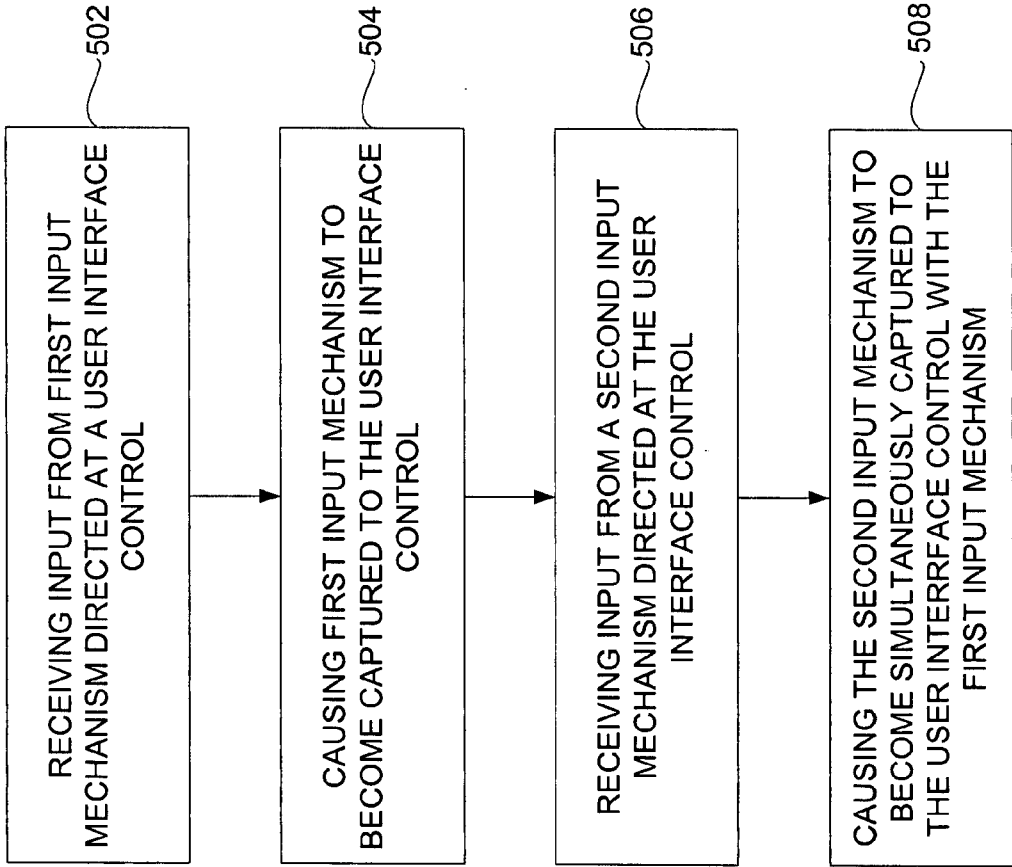 RECEIVING INPUT FROM FIRST INPUT
MECHANISM DIRECTED AT A USER INTERFACE
CONTROL
502
CAUSING FIRST INPUT MECHANISM TO
BECOME CAPTURED TO THE USER INTERFACE
CONTROL
504
RECEIVING INPUT FROM A SECOND INPUT
MECHANISM DIRECTED AT THE USER
INTERFACE CONTROL
506
CAUSING THE SECOND INPUT MECHANISM TO
BECOME SIMULTANEOUSLY CAPTURED TO
THE USER INTERRFACE CONTROL WITH THE
FIRST INPUT MECHANISM
508